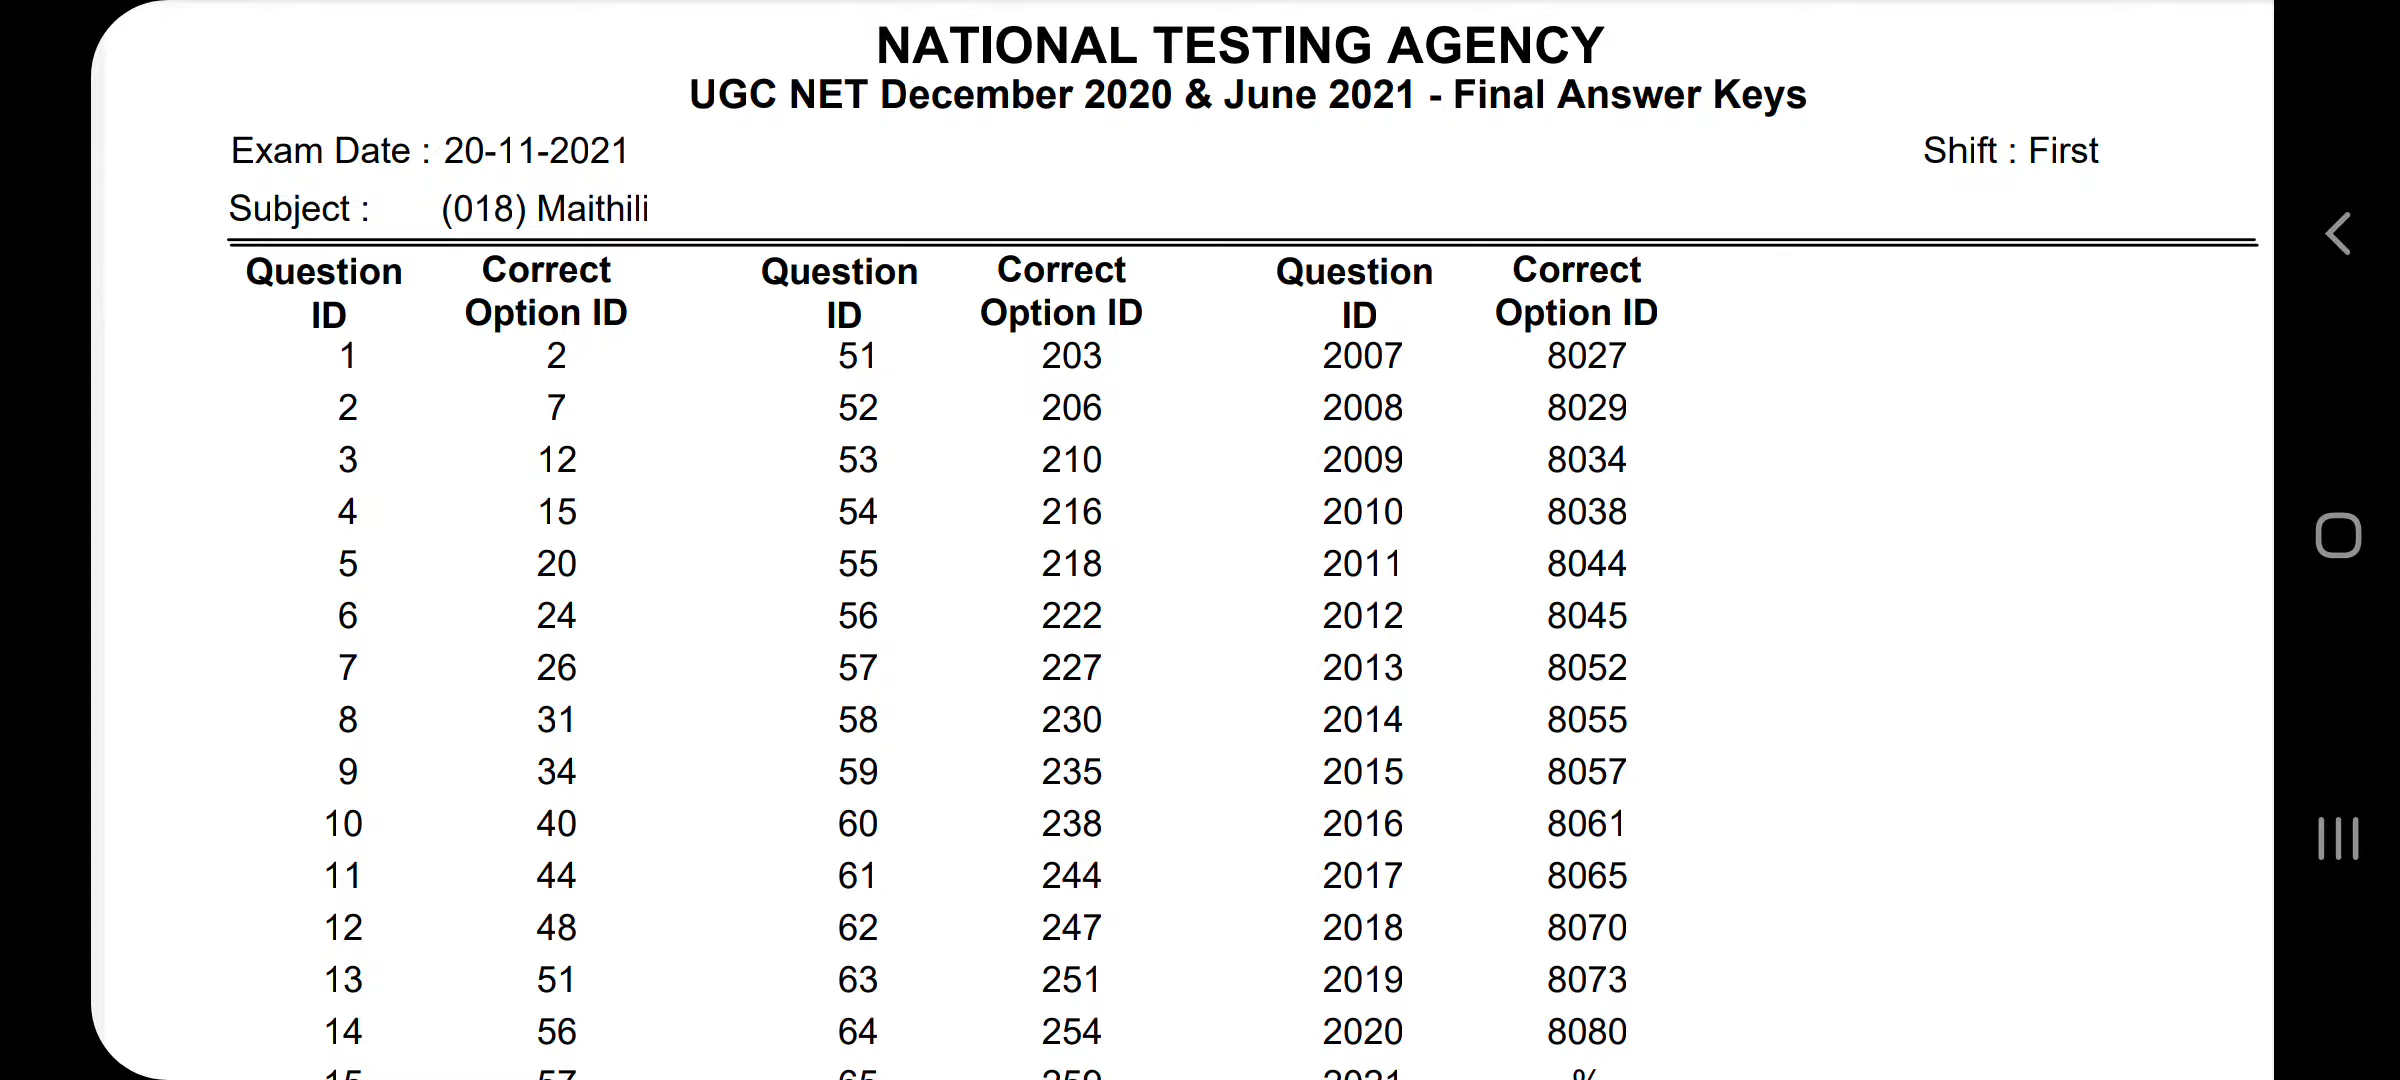 NATIONAL TESTING AGENCY
UGC NET December 2020 & June 2021 - Final Answer Keys
Exam Date : 20-11-2021 Shift : First
Subject : (018) Maithili
Question Correct Question Correct Question Correct
ID Option ID ID Option ID ID Option ID
1 2 51 203 2007 8027
2 7 52 206 2008 8029
3 12 53 210 2009 8034
4 15 54 216 2010 8038
5 20 55 218 2011 8044
6 24 56 222 2012 8045
7 26 57 227 2013 8052
8 31 58 230 2014 8055
9 34 59 235 2015 8057
10 40 60 238 2016 8061
11 44 61 244 2017 8065
12 48 62 247 2018 8070
13 51 63 251 2019 8073
14 56 64 254 2020 8080
15 57 65 259 2021 %